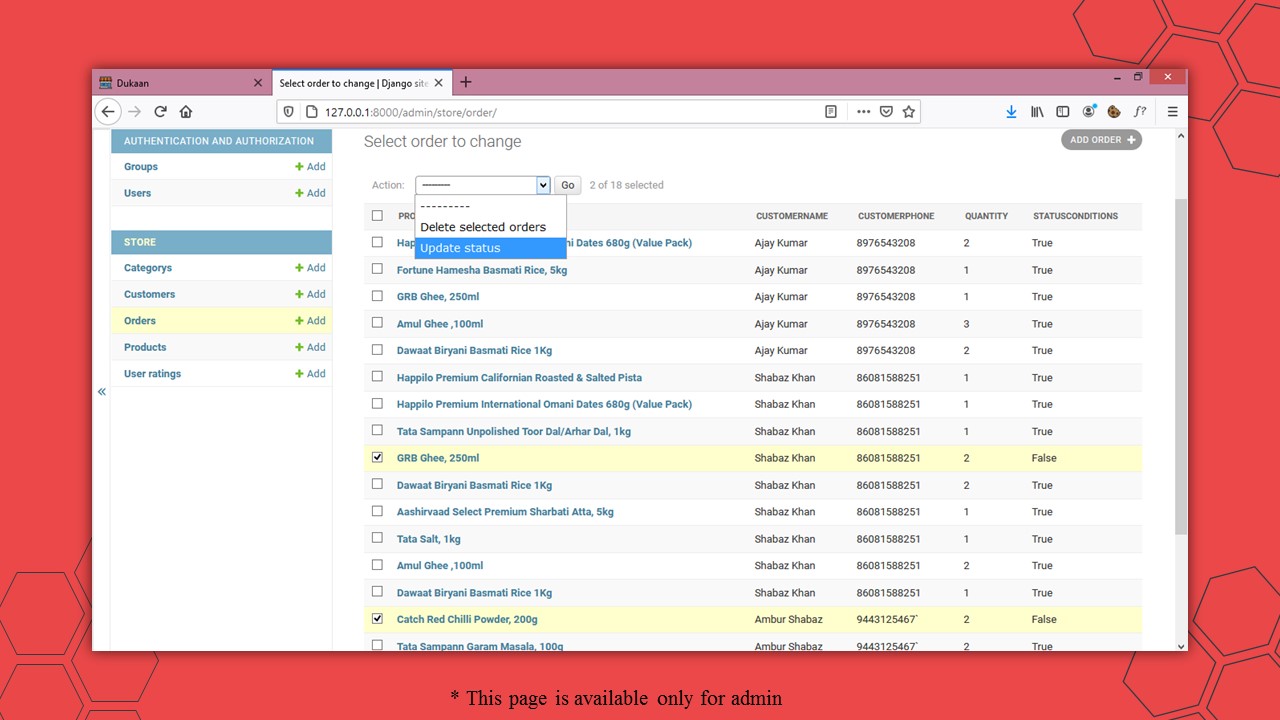 Dukaan
Select order to change | Django site
127.0.0.1:8000/admin/store/order/
AUTHENTICATION AND AUTHORIZATION
Groups + Add
Users + Add
STORE
Categorys + Add
Customers + Add
Orders + Add
Products + Add
User ratings + Add
«
Select order to change
ADD ORDER +
Action: --------- Go 2 of 18 selected
---------
Delete selected orders
Update status
PRO CUSTOMERNAME CUSTOMERPHONE QUANTITY STATUSCONDITIONS
Happ ni Dates 680g (Value Pack) Ajay Kumar 8976543208 2 True
Fortune Hamesha Basmati Rice, 5kg Ajay Kumar 8976543208 1 True
GRB Ghee, 250ml Ajay Kumar 8976543208 1 True
Amul Ghee ,100ml Ajay Kumar 8976543208 3 True
Dawaat Biryani Basmati Rice 1Kg Ajay Kumar 8976543208 2 True
Happilo Premium Californian Roasted & Salted Pista Shabaz Khan 86081588251 1 True
Happilo Premium International Omani Dates 680g (Value Pack) Shabaz Khan 86081588251 1 True
Tata Sampann Unpolished Toor Dal/Arhar Dal, 1kg Shabaz Khan 86081588251 1 True
GRB Ghee, 250ml Shabaz Khan 86081588251 2 False
Dawaat Biryani Basmati Rice 1Kg Shabaz Khan 86081588251 2 True
Aashirvaad Select Premium Sharbati Atta, 5kg Shabaz Khan 86081588251 1 True
Tata Salt, 1kg Shabaz Khan 86081588251 1 True
Amul Ghee ,100ml Shabaz Khan 86081588251 2 True
Dawaat Biryani Basmati Rice 1Kg Shabaz Khan 86081588251 1 True
Catch Red Chilli Powder, 200g Ambur Shabaz 9443125467` 2 False
Tata Sampann Garam Masala, 100g Ambur Shabaz 9443125467` 2 True
* This page is available only for admin